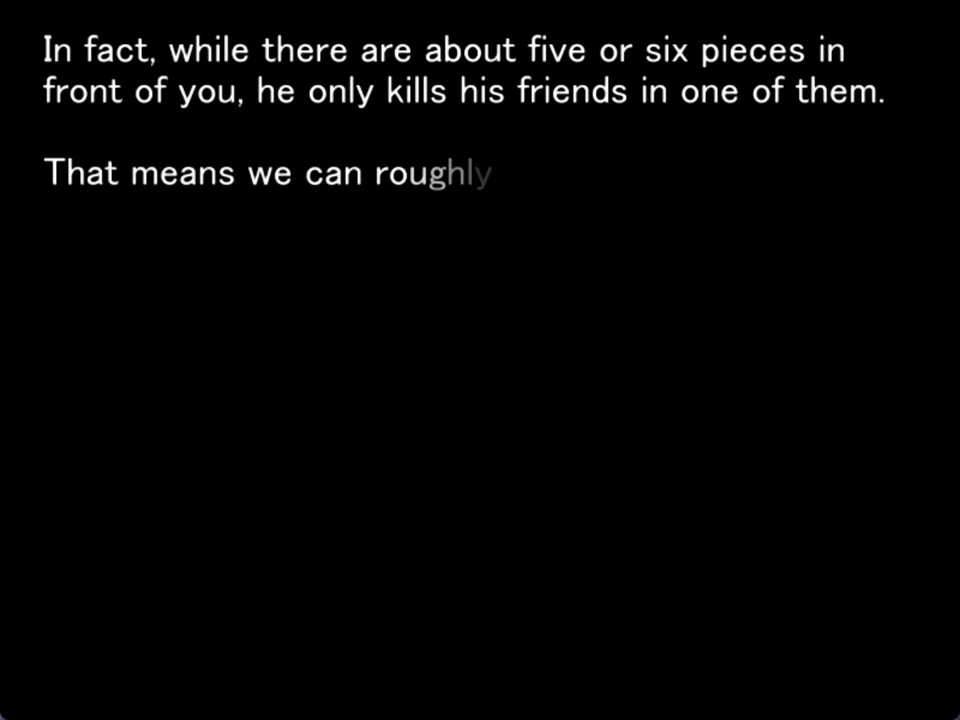 In fact, while there are about five or six pieces in
front of you, he only kills his friends in one of them.
That means we can roughly